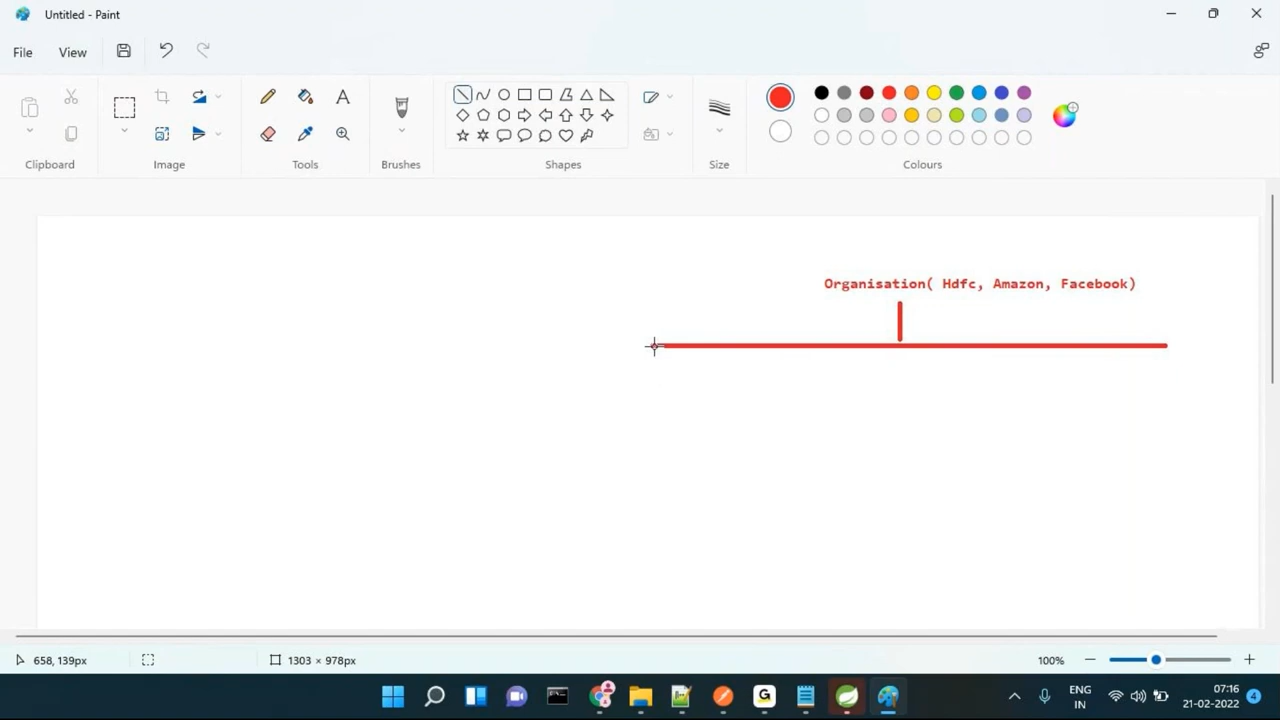 Untitled - Paint
File View
Clipboard Image Tools Brushes Shapes Size Colours
Organisation( Hdfc, Amazon, Facebook)
658, 139px 1303 × 978px 100%
ENG 07:16
IN 21-02-2022 4